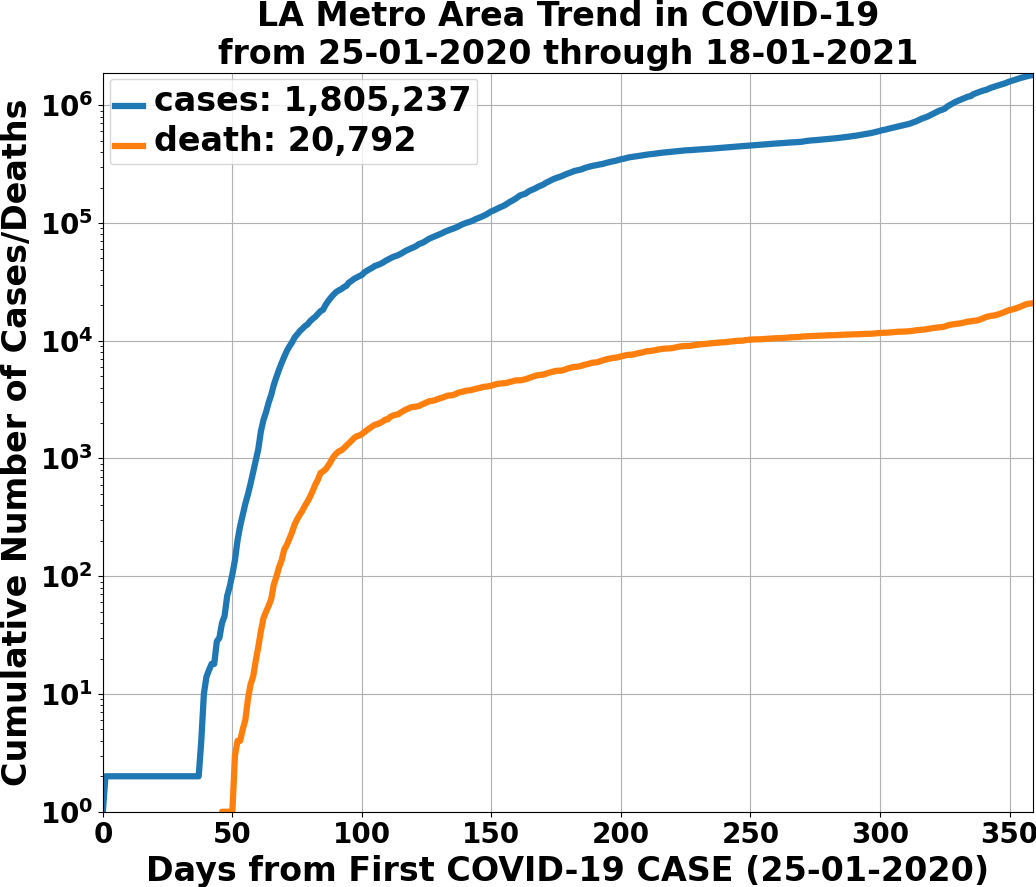 LA Metro Area Trend in COVID-19
from 25-01-2020 through 18-01-2021
cases: 1,805,237
death: 20,792
Cumulative Number of Cases/Deaths
10⁶
10⁵
10⁴
10³
10²
10¹
10⁰
0 50 100 150 200 250 300 350
Days from First COVID-19 CASE (25-01-2020)